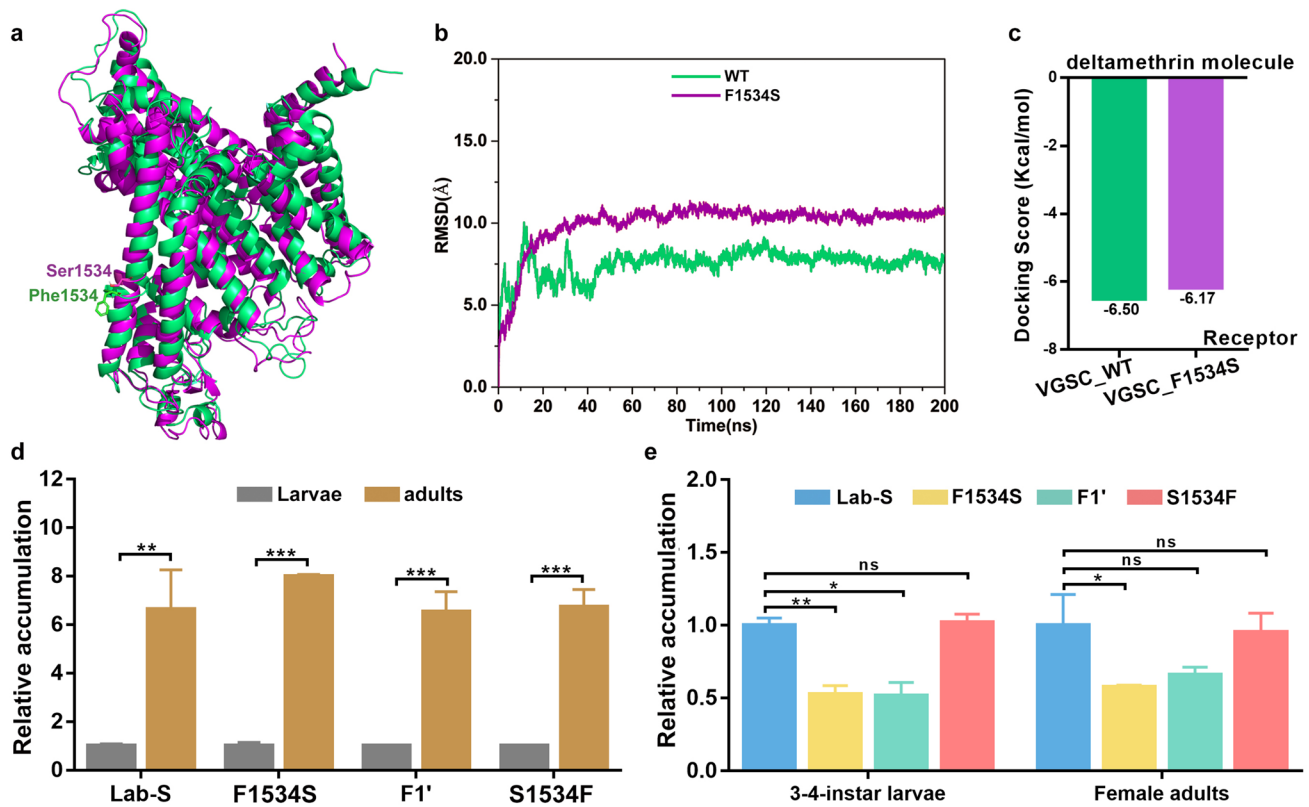 a
Ser1534
Phe1534
b
WT
F1534S
20.0
15.0
10.0
5.0
0.0
RMSD(Å)
0 20 40 60 80 100 120 140 160 180 200
Time(ns)
c
deltamethrin molecule
0
-2
-4
-6
-8
Docking Score (Kcal/mol)
-6.50
-6.17
Receptor
VGSC_WT
VGSC_F1534S
d
Larvae adults
12
10
8
6
4
2
0
Relative accumulation
** *** *** ***
Lab-S F1534S F1' S1534F
e
Lab-S F1534S F1' S1534F
2.0
1.5
1.0
0.5
0.0
Relative accumulation
ns
*
**
ns
ns
*
3-4-instar larvae Female adults